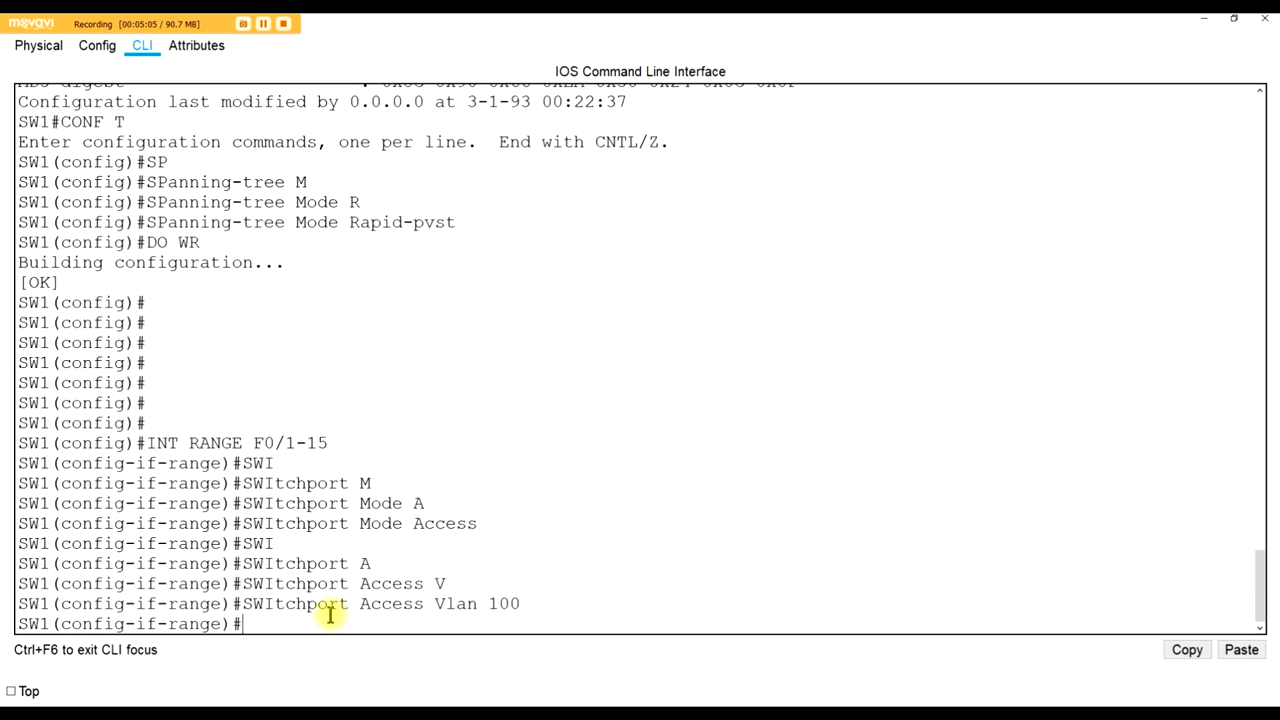 movavi Recording [00:05:05 / 90.7 MB]
Physical Config CLI Attributes
IOS Command Line Interface
Configuration last modified by 0.0.0.0 at 3-1-93 00:22:37
SW1#CONF T
Enter configuration commands, one per line.  End with CNTL/Z.
SW1(config)#SP
SW1(config)#SPanning-tree M
SW1(config)#SPanning-tree Mode R
SW1(config)#SPanning-tree Mode Rapid-pvst
SW1(config)#DO WR
Building configuration...
[OK]
SW1(config)#
SW1(config)#
SW1(config)#
SW1(config)#
SW1(config)#
SW1(config)#
SW1(config)#
SW1(config)#INT RANGE F0/1-15
SW1(config-if-range)#SWI
SW1(config-if-range)#SWItchport M
SW1(config-if-range)#SWItchport Mode A
SW1(config-if-range)#SWItchport Mode Access
SW1(config-if-range)#SWI
SW1(config-if-range)#SWItchport A
SW1(config-if-range)#SWItchport Access V
SW1(config-if-range)#SWItchport Access Vlan 100
SW1(config-if-range)#
Ctrl+F6 to exit CLI focus
Copy Paste
Top